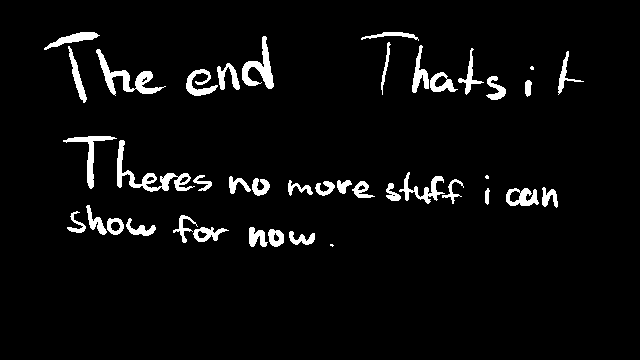 The end Thats it
Theres no more stuff i can
show for now.